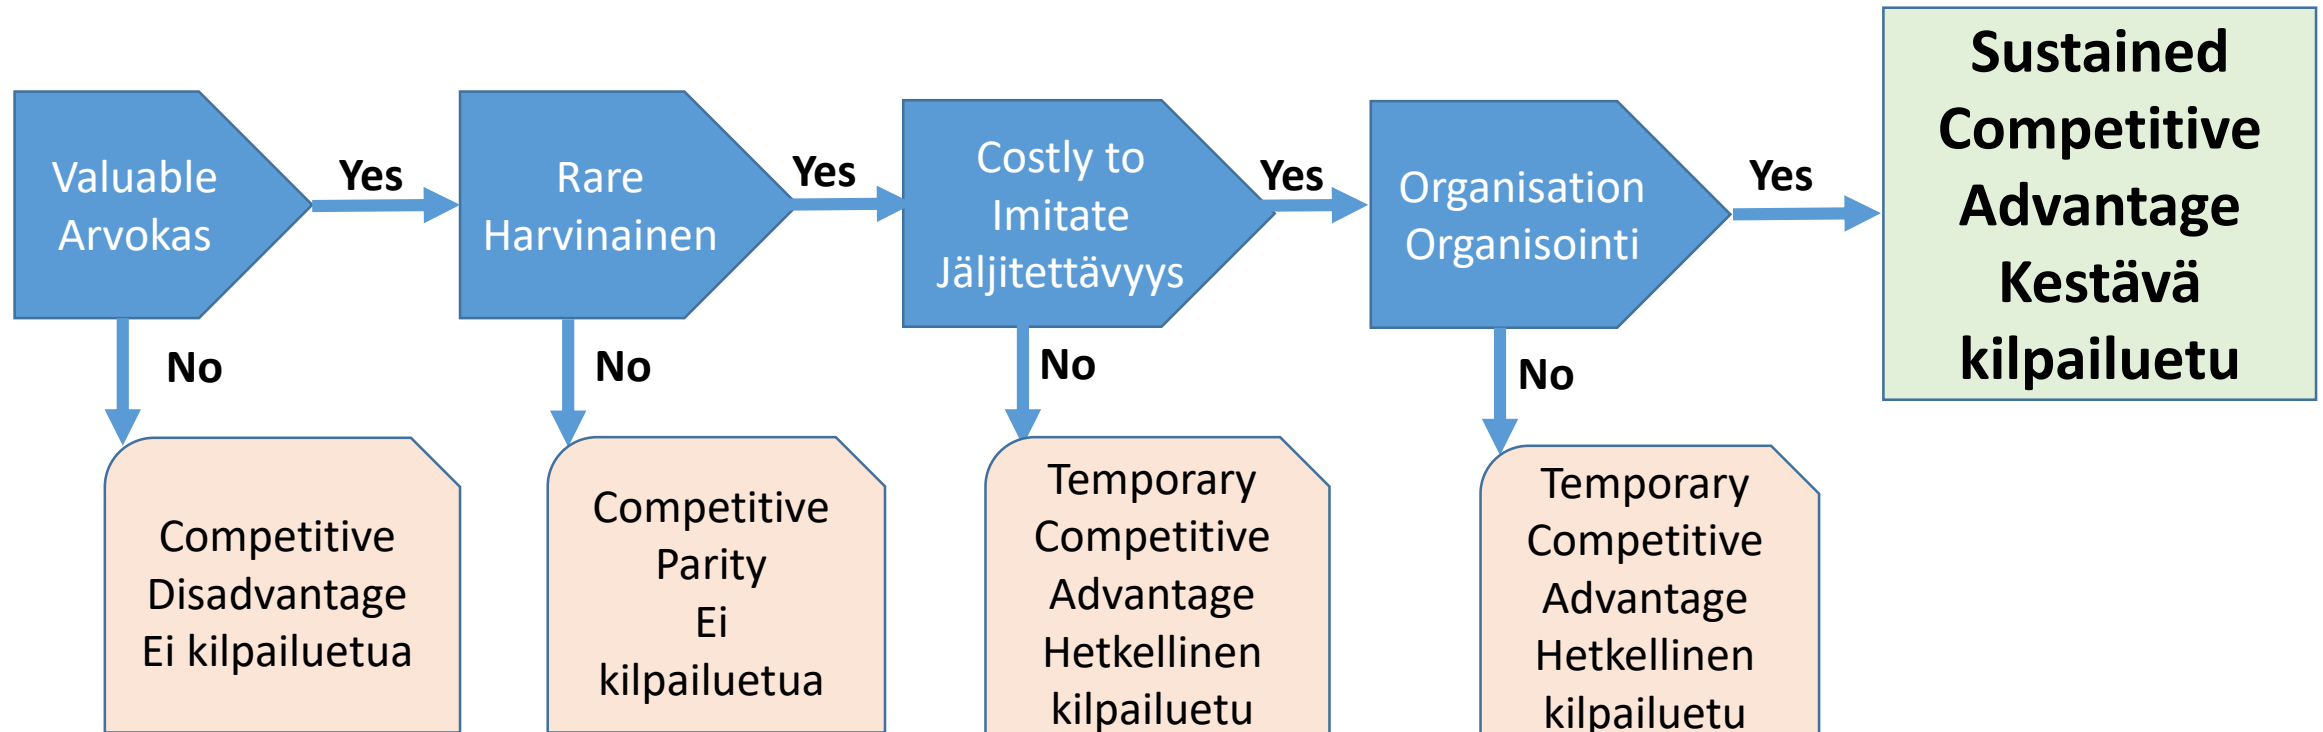 Valuable
Arvokas
Yes
Rare
Harvinainen
Yes
Costly to
Imitate
Jäljitettävyys
Yes
Organisation
Organisointi
Yes
Sustained
Competitive
Advantage
Kestävä
kilpailuetu
No
No
No
No
Competitive
Disadvantage
Ei kilpailuetua
Competitive
Parity
Ei
kilpailuetua
Temporary
Competitive
Advantage
Hetkellinen
kilpailuetu
Temporary
Competitive
Advantage
Hetkellinen
kilpailuetu